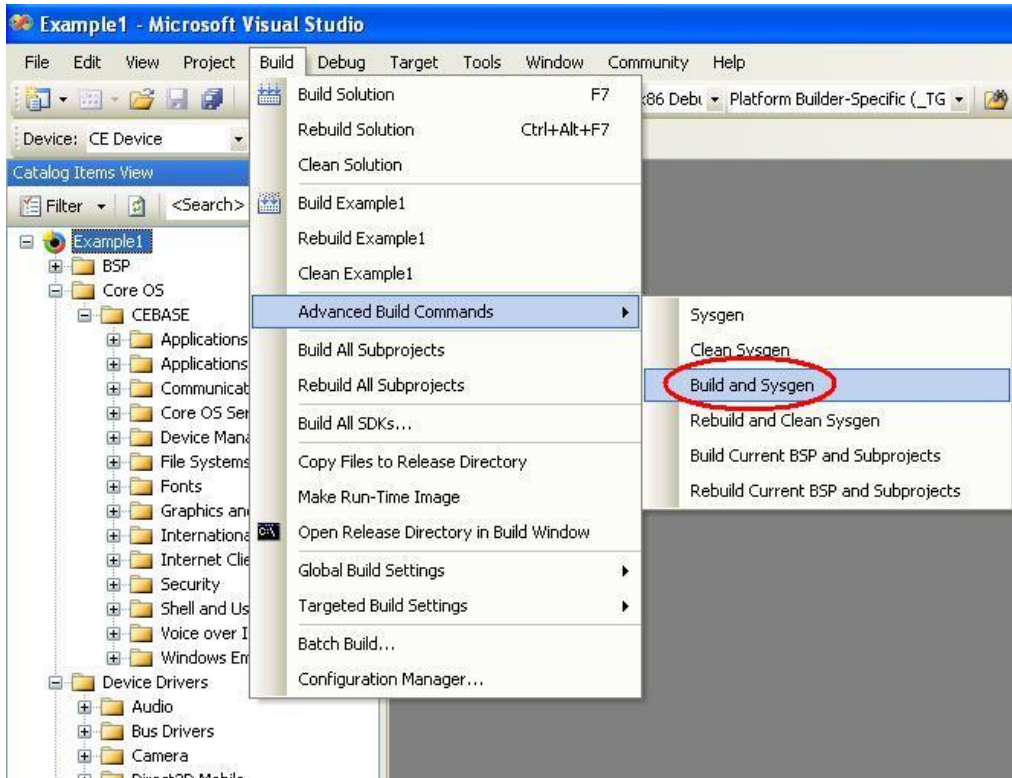 Example1 - Microsoft Visual Studio
File Edit View Project Build Debug Target Tools Window Community Help
Platform Builder-Specific (_TG
Device: CE Device
Catalog Items View
Filter <Search>
Example1
BSP
Core OS
CEBASE
Applications
Applications
Communicat
Core OS Ser
Device Mana
File Systems
Fonts
Graphics an
Internationa
Internet Clie
Security
Shell and Us
Voice over I
Windows Em
Device Drivers
Audio
Bus Drivers
Camera
Build Solution F7
Rebuild Solution Ctrl+Alt+F7
Clean Solution
Build Example1
Rebuild Example1
Clean Example1
Advanced Build Commands
Build All Subprojects
Rebuild All Subprojects
Build All SDKs...
Copy Files to Release Directory
Make Run-Time Image
Open Release Directory in Build Window
Global Build Settings
Targeted Build Settings
Batch Build...
Configuration Manager...
Sysgen
Clean Sysgen
Build and Sysgen
Rebuild and Clean Sysgen
Build Current BSP and Subprojects
Rebuild Current BSP and Subprojects